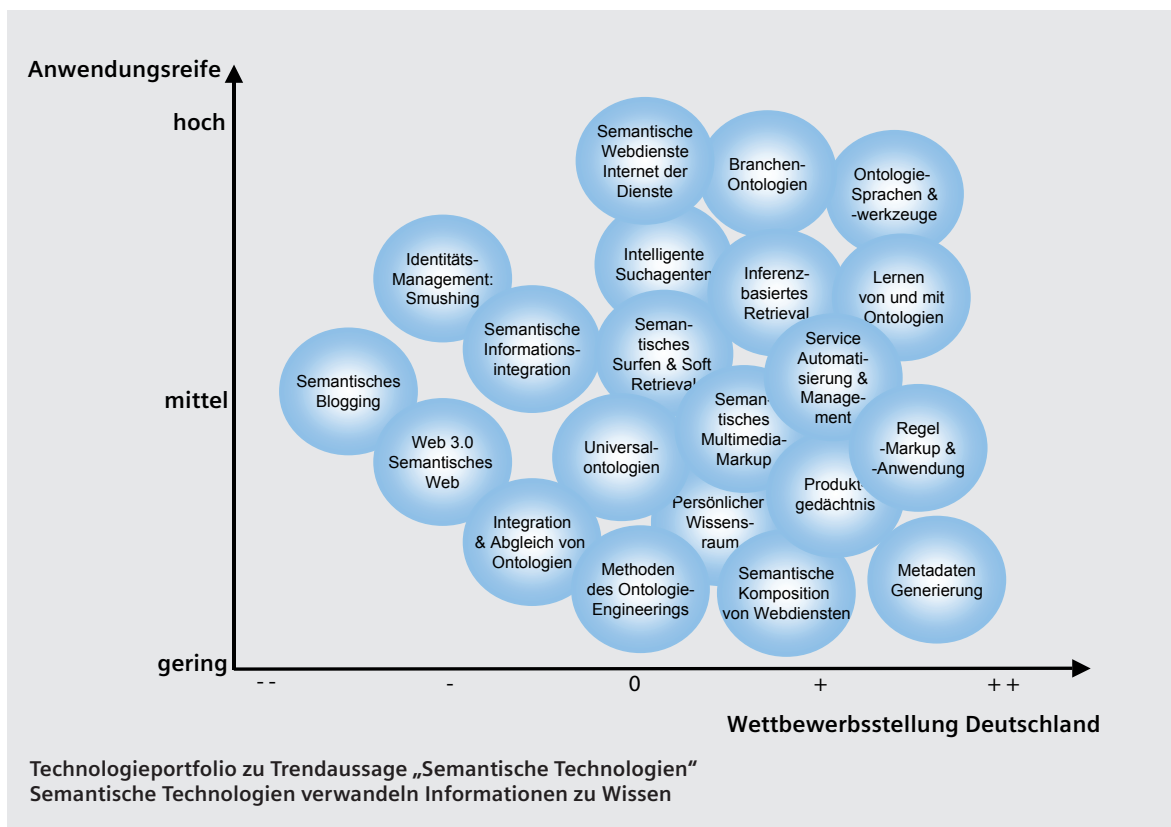 Anwendungsreife
hoch
Semantische
Webdienste
Internet der
Dienste
Branchen-
Ontologien
Ontologie-
Sprachen &
-werkzeuge
Identitäts-
Management:
Smushing
Intelligente
Suchagenten
Inferenz-
basiertes
Retrieval
Lernen
von und mit
Ontologien
Semantische
Informations-
integration
Seman-
tisches
Surfen & Soft
Retrieval
Service
Automati-
sierung &
Manage-
ment
Semantisches
Blogging
mittel
Seman-
tisches
Multimedia-
Markup
Regel
-Markup &
-Anwendung
Web 3.0
Semantisches
Web
Universal-
ontologien
Produkt-
gedächtnis
Integration
& Abgleich von
Ontologien
Persönlicher
Wissens-
raum
Methoden
des Ontologie-
Engineerings
Semantische
Komposition
von Webdiensten
Metadaten
Generierung
gering
- - - 0 + + +
Wettbewerbsstellung Deutschland
Technologieportfolio zu Trendaussage „Semantische Technologien“
Semantische Technologien verwandeln Informationen zu Wissen